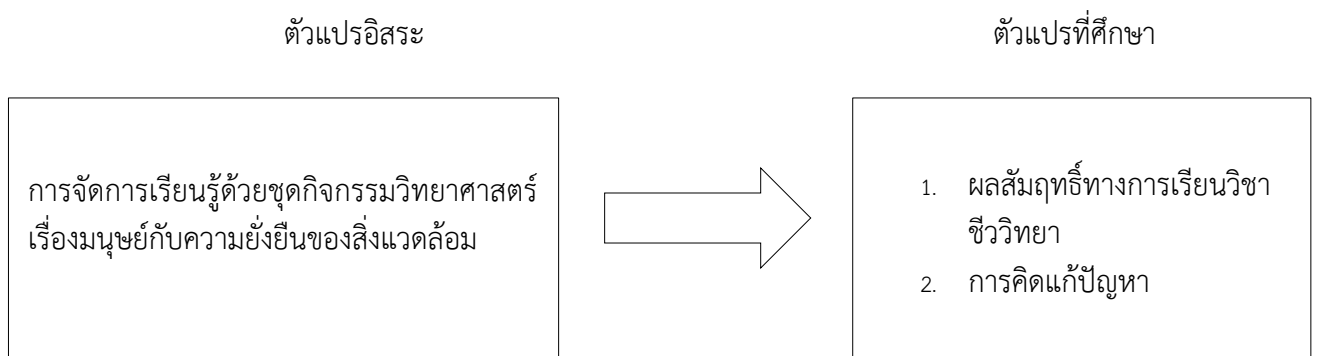 ตัวแปรอิสระ
ตัวแปรที่ศึกษา
การจัดการเรียนรู้ด้วยชุดกิจกรรมวิทยาศาสตร์
เรื่องมนุษย์กับความยั่งยืนของสิ่งแวดล้อม
1. ผลสัมฤทธิ์ทางการเรียนวิชา
ชีววิทยา
2. การคิดแก้ปัญหา